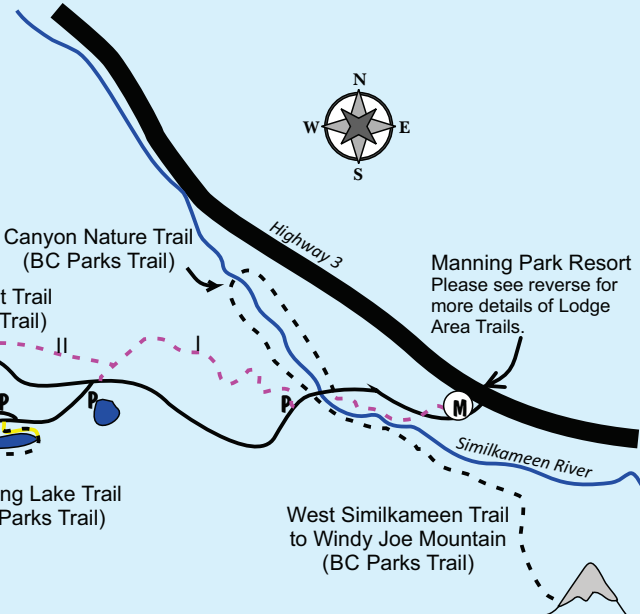 N
W E
S
Highway 3
Canyon Nature Trail
(BC Parks Trail)
Manning Park Resort
Please see reverse for
more details of Lodge
Area Trails.
t Trail
Trail)
II
I
P
P
P
M
Similkameen River
ng Lake Trail
Parks Trail)
West Similkameen Trail
to Windy Joe Mountain
(BC Parks Trail)